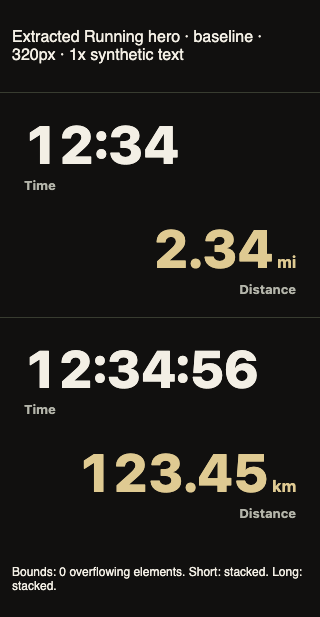 Extracted Running hero · baseline ·
320px · 1x synthetic text
12:34
Time
2.34 mi
Distance
12:34:56
Time
123.45 km
Distance
Bounds: 0 overflowing elements. Short: stacked. Long:
stacked.